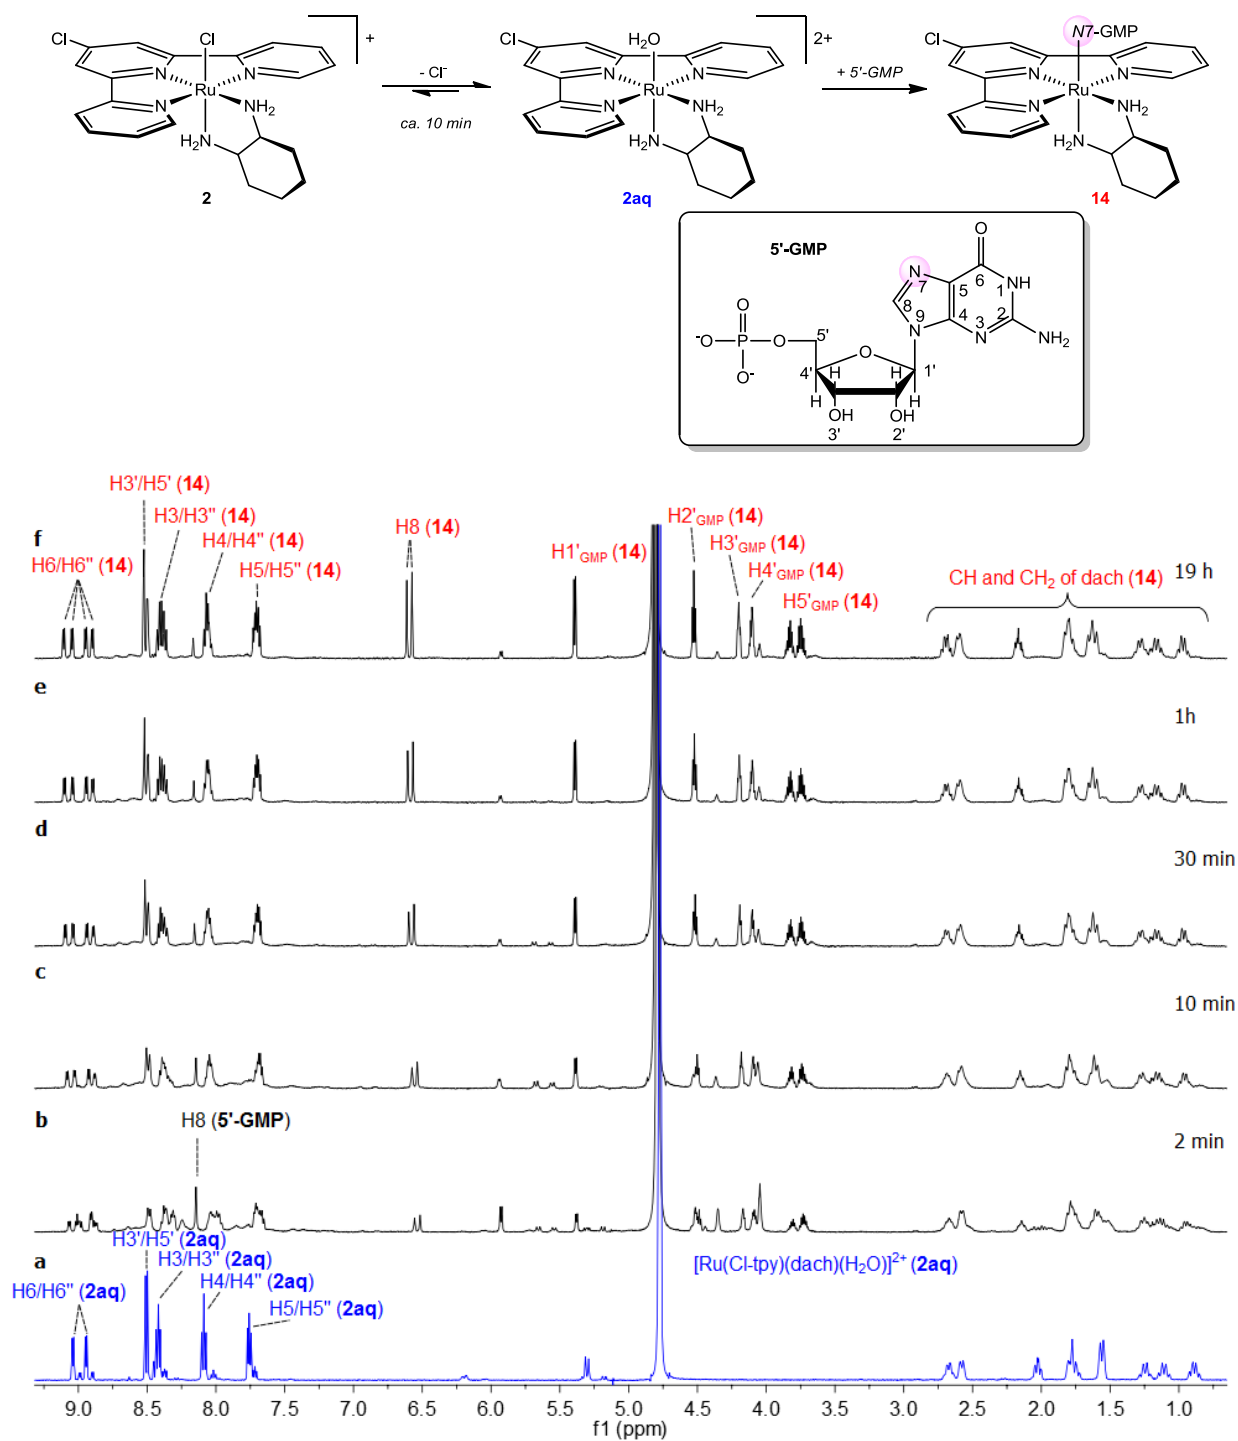 Cl
Cl
N
N
N
Ru
NH₂
H₂N
+
2
- Cl⁻
ca. 10 min
Cl
H₂O
N
N
N
Ru
NH₂
H₂N
2+
2aq
+ 5'-GMP
Cl
N7-GMP
N
N
N
Ru
NH₂
H₂N
14
5'-GMP
O
N
7
6
5
NH
1
8
9
N
4
3
N
2
NH₂
O
⁻O
P
O
O⁻
5'
4'
O
H
H
1'
H
H
OH
OH
3'
2'
f
19 h
H6/H6'' (14)
H3'/H5' (14)
H3/H3'' (14)
H4/H4'' (14)
H5/H5'' (14)
H8 (14)
H1'GMP (14)
H2'GMP (14)
H3'GMP (14)
H4'GMP (14)
H5'GMP (14)
CH and CH₂ of dach (14)
e
1h
d
30 min
c
10 min
b
H8 (5'-GMP)
2 min
a
H6/H6'' (2aq)
H3'/H5' (2aq)
H3/H3'' (2aq)
H4/H4'' (2aq)
H5/H5'' (2aq)
[Ru(Cl-tpy)(dach)(H₂O)]²⁺ (2aq)
9.0 8.5 8.0 7.5 7.0 6.5 6.0 5.5 5.0 4.5 4.0 3.5 3.0 2.5 2.0 1.5 1.0
f1 (ppm)